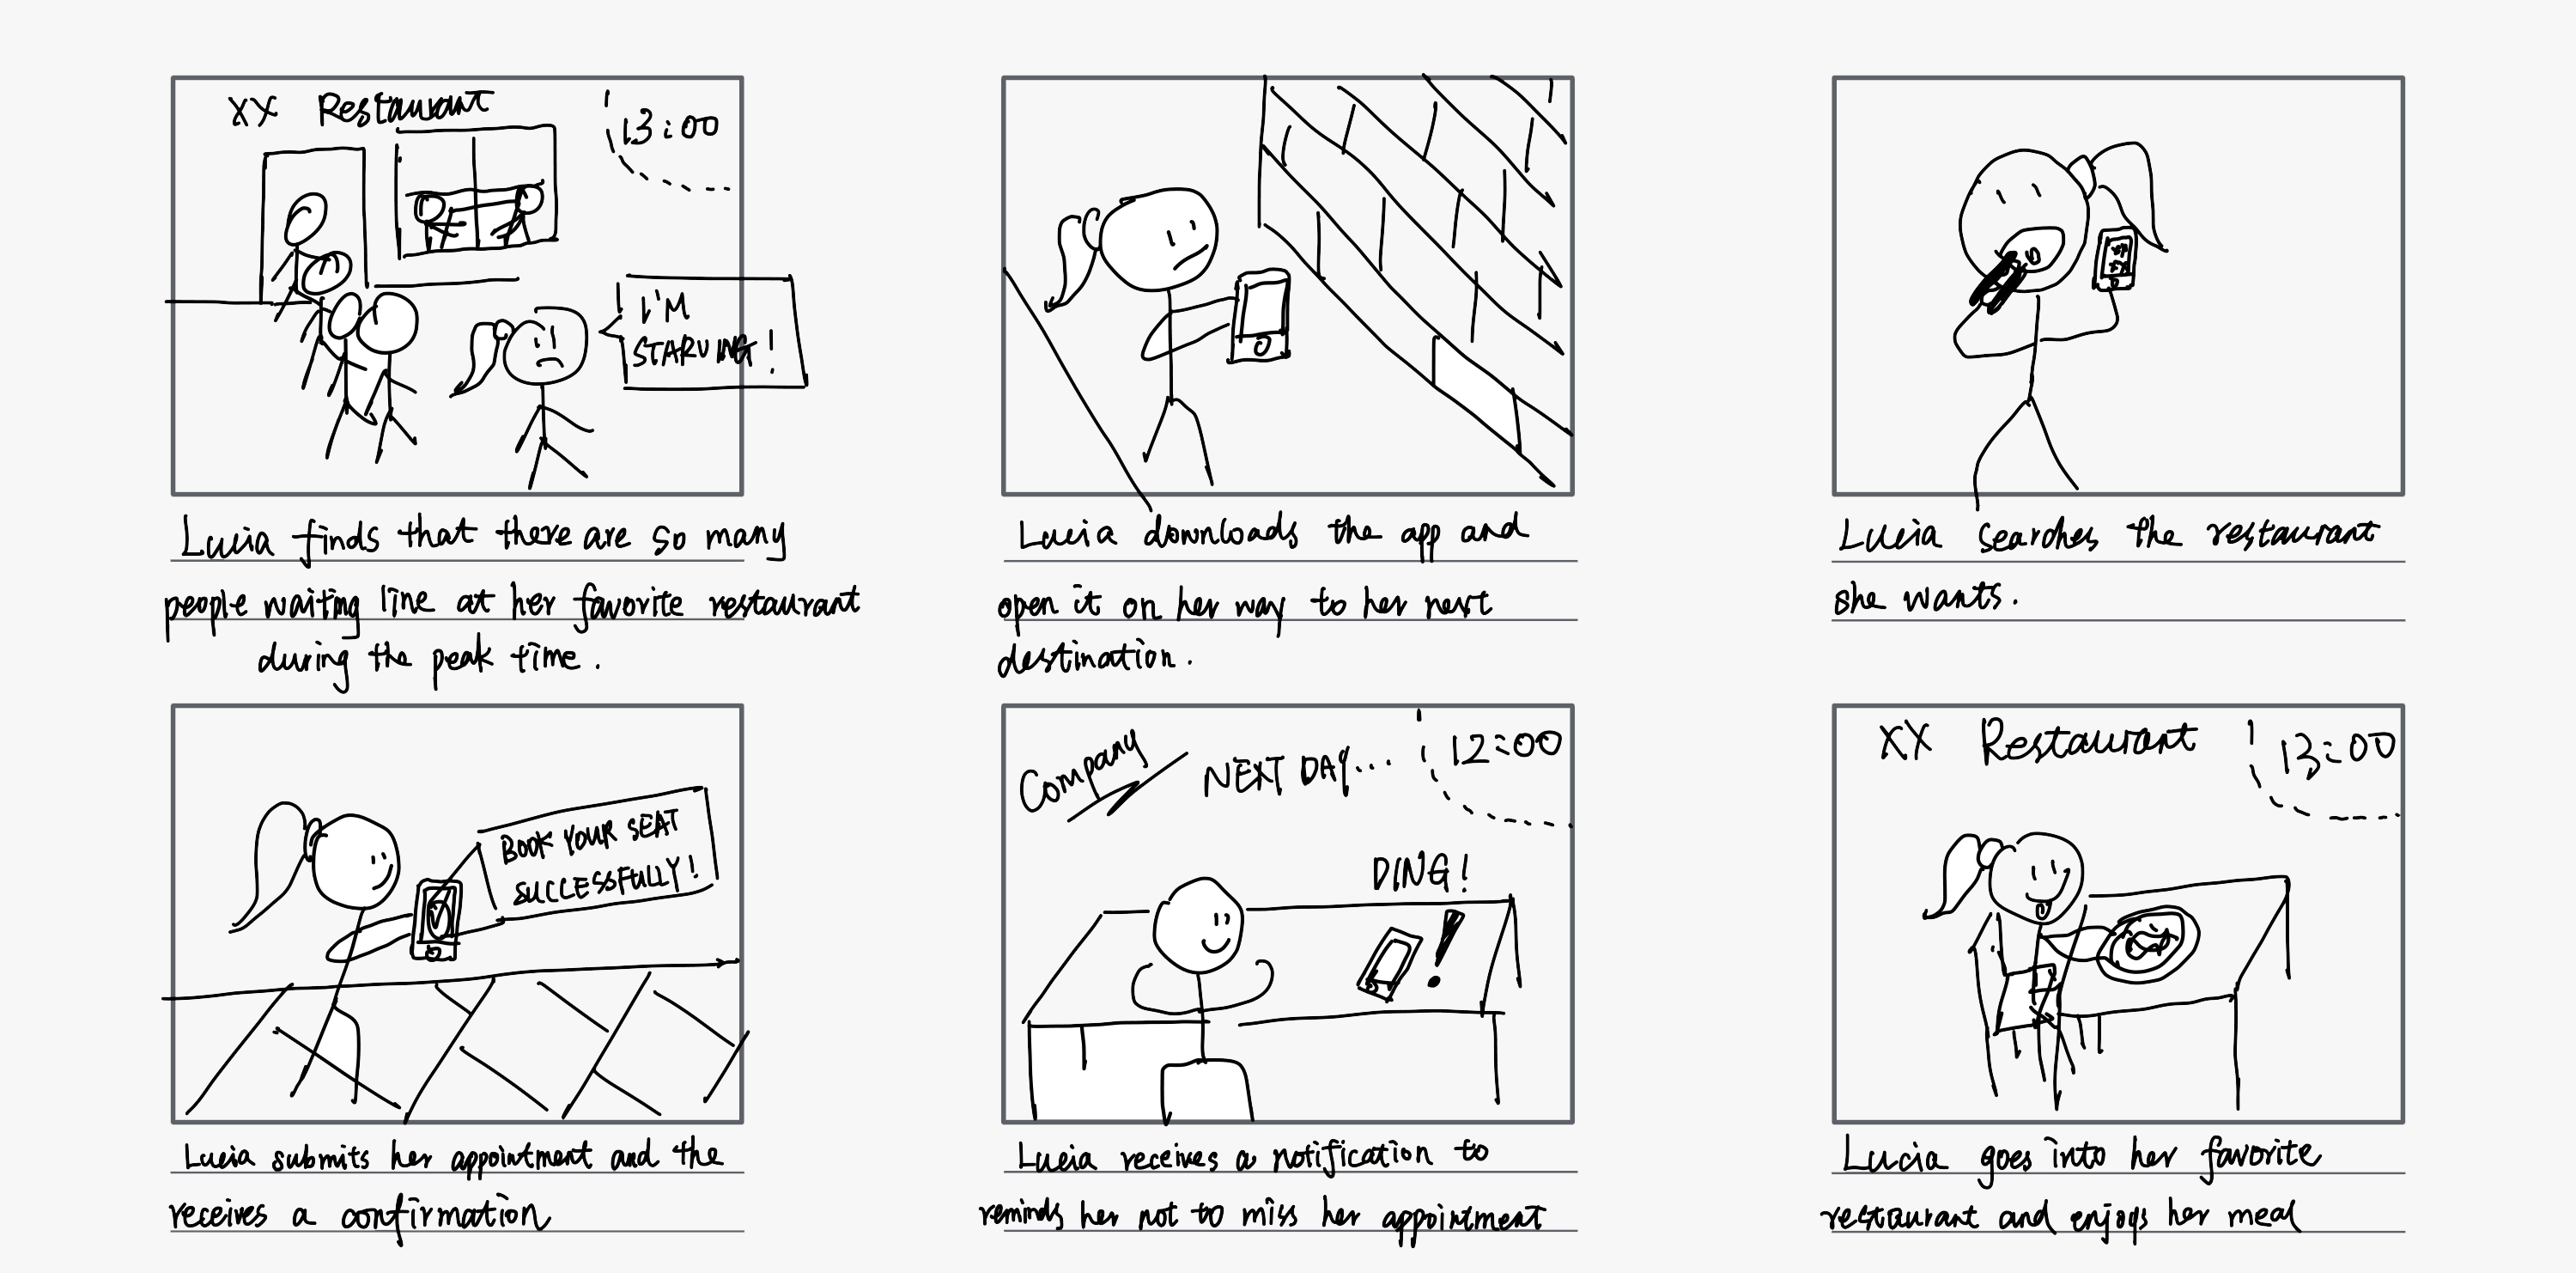 XX Restaurant
13:00
I'M
STARVING!
Lucia finds that there are so many
people waiting line at her favorite restaurant
during the peak time.
Lucia downloads the app and
open it on her way to her next
destination.
Lucia searches the restaurant
she wants.
BOOK YOUR SEAT
SUCCESSFULLY!
Lucia submits her appointment and the
receives a confirmation
Company
NEXT DAY...
12:00
DING!
Lucia receives a notification to
reminds her not to miss her appointment
XX Restaurant
13:00
Lucia goes into her favorite
restaurant and enjoys her meal